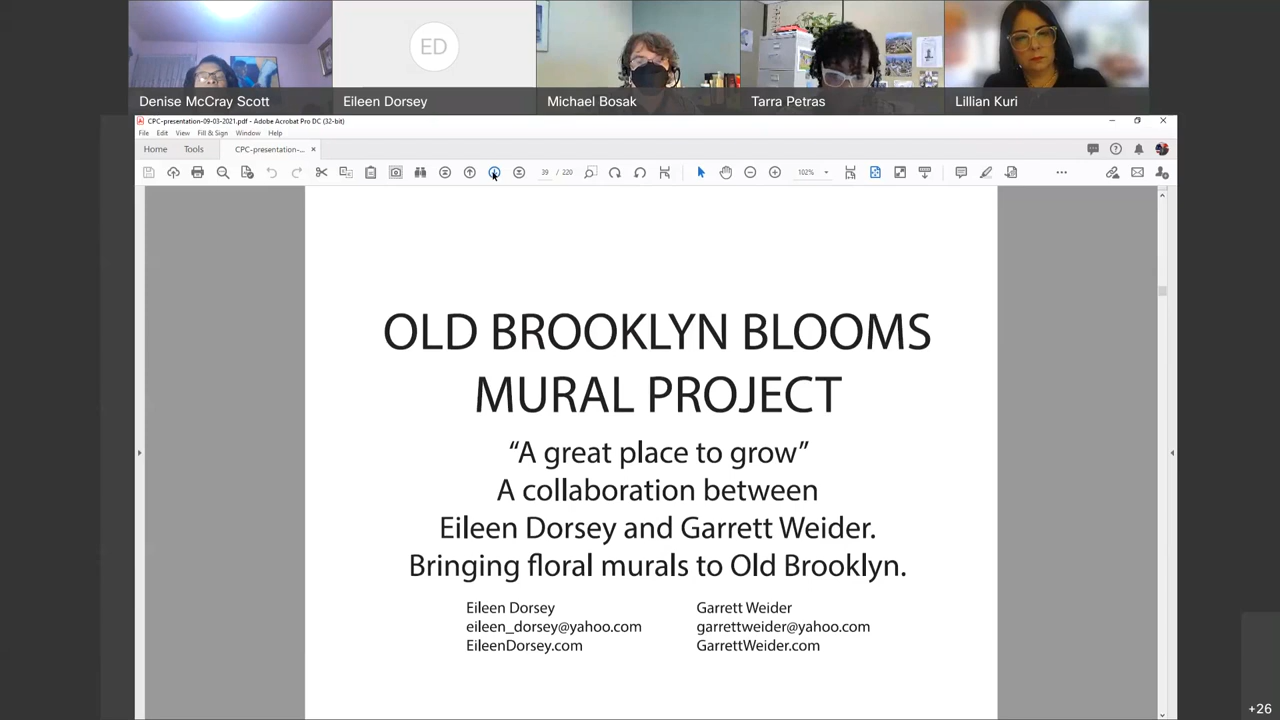 ED
Denise McCray Scott
Eileen Dorsey
Michael Bosak
Tarra Petras
Lillian Kuri
CPC-presentation-09-03-2021.pdf - Adobe Acrobat Pro DC (32-bit)
File Edit View Fill & Sign Window Help
Home Tools CPC-presentation-... ×
39 / 220 102%
OLD BROOKLYN BLOOMS
MURAL PROJECT
“A great place to grow”
A collaboration between
Eileen Dorsey and Garrett Weider.
Bringing floral murals to Old Brooklyn.
Eileen Dorsey Garrett Weider
eileen_dorsey@yahoo.com garrettweider@yahoo.com
EileenDorsey.com GarrettWeider.com
+26